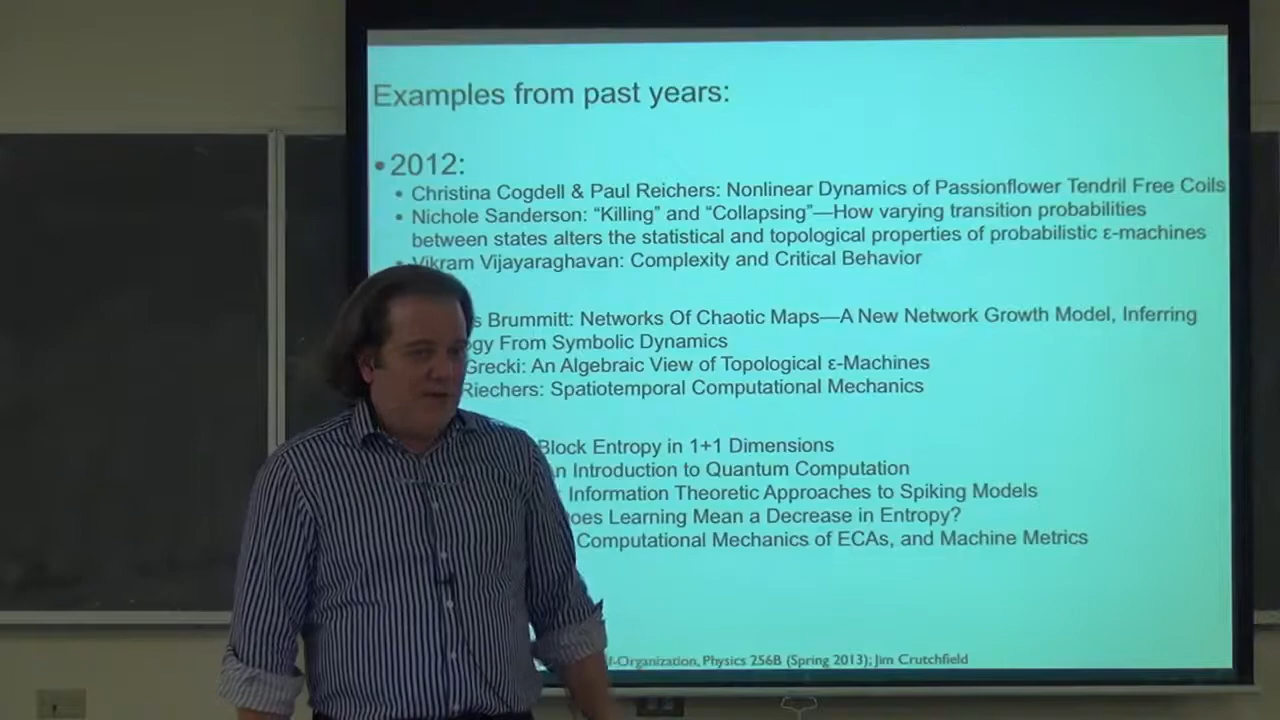 Examples from past years:
• 2012:
• Christina Cogdell & Paul Reichers: Nonlinear Dynamics of Passionflower Tendril Free Coils
• Nichole Sanderson: “Killing” and “Collapsing”—How varying transition probabilities
between states alters the statistical and topological properties of probabilistic ε-machines
• Vikram Vijayaraghavan: Complexity and Critical Behavior
s Brummitt: Networks Of Chaotic Maps—A New Network Growth Model, Inferring
gy From Symbolic Dynamics
Grecki: An Algebraic View of Topological ε-Machines
Riechers: Spatiotemporal Computational Mechanics
Block Entropy in 1+1 Dimensions
n Introduction to Quantum Computation
: Information Theoretic Approaches to Spiking Models
oes Learning Mean a Decrease in Entropy?
Computational Mechanics of ECAs, and Machine Metrics
f-Organization, Physics 256B (Spring 2013); Jim Crutchfield